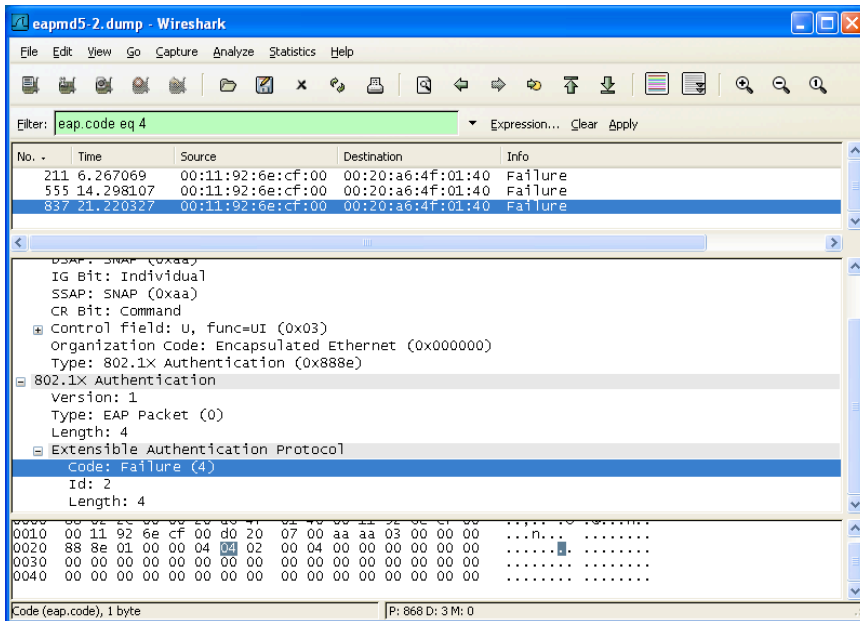 eapmd5-2.dump - Wireshark
File Edit View Go Capture Analyze Statistics Help
Filter: eap.code eq 4 Expression... Clear Apply
No. - Time Source Destination Info
211 6.267069 00:11:92:6e:cf:00 00:20:a6:4f:01:40 Failure
555 14.298107 00:11:92:6e:cf:00 00:20:a6:4f:01:40 Failure
837 21.220327 00:11:92:6e:cf:00 00:20:a6:4f:01:40 Failure
DSAP: SNAP (0xaa)
IG Bit: Individual
SSAP: SNAP (0xaa)
CR Bit: Command
Control field: U, func=UI (0x03)
Organization Code: Encapsulated Ethernet (0x000000)
Type: 802.1X Authentication (0x888e)
802.1X Authentication
Version: 1
Type: EAP Packet (0)
Length: 4
Extensible Authentication Protocol
Code: Failure (4)
Id: 2
Length: 4
0010 00 11 92 6e cf 00 d0 20 07 00 aa aa 03 00 00 00 ...n... ........
0020 88 8e 01 00 00 04 04 02 00 04 00 00 00 00 00 00 ........ ........
0030 00 00 00 00 00 00 00 00 00 00 00 00 00 00 00 00 ........ ........
0040 00 00 00 00 00 00 00 00 00 00 00 00 00 00 00 00 ........ ........
Code (eap.code), 1 byte P: 868 D: 3 M: 0